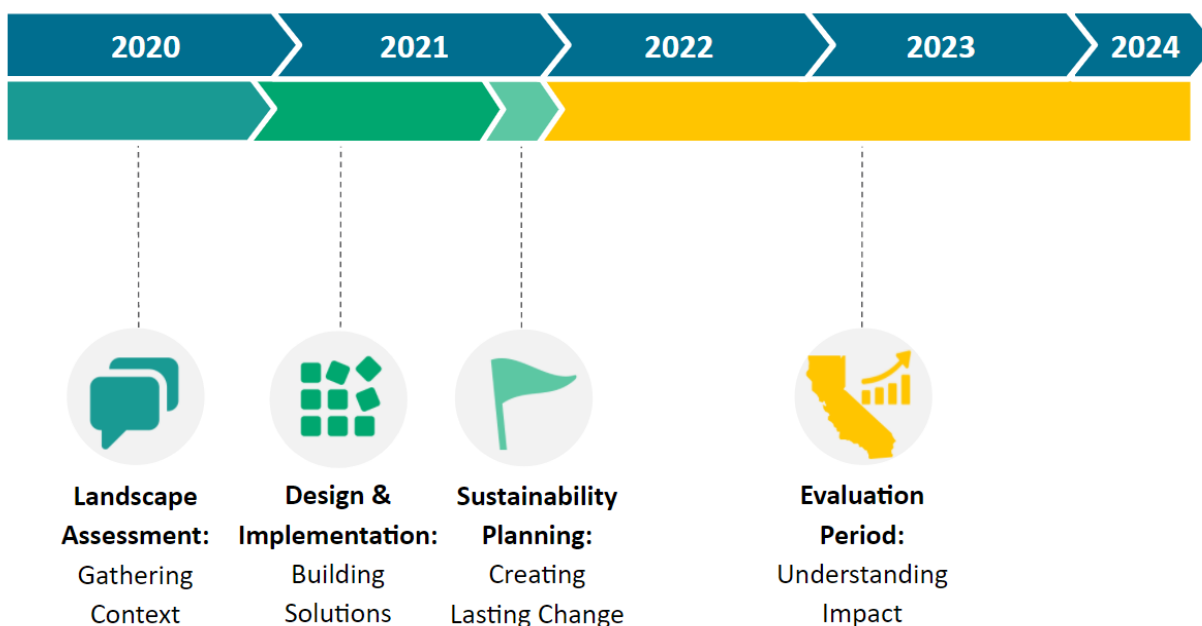 2020
2021
2022
2023
2024
Landscape
Assessment:
Gathering
Context
Design &
Implementation:
Building
Solutions
Sustainability
Planning:
Creating
Lasting Change
Evaluation
Period:
Understanding
Impact